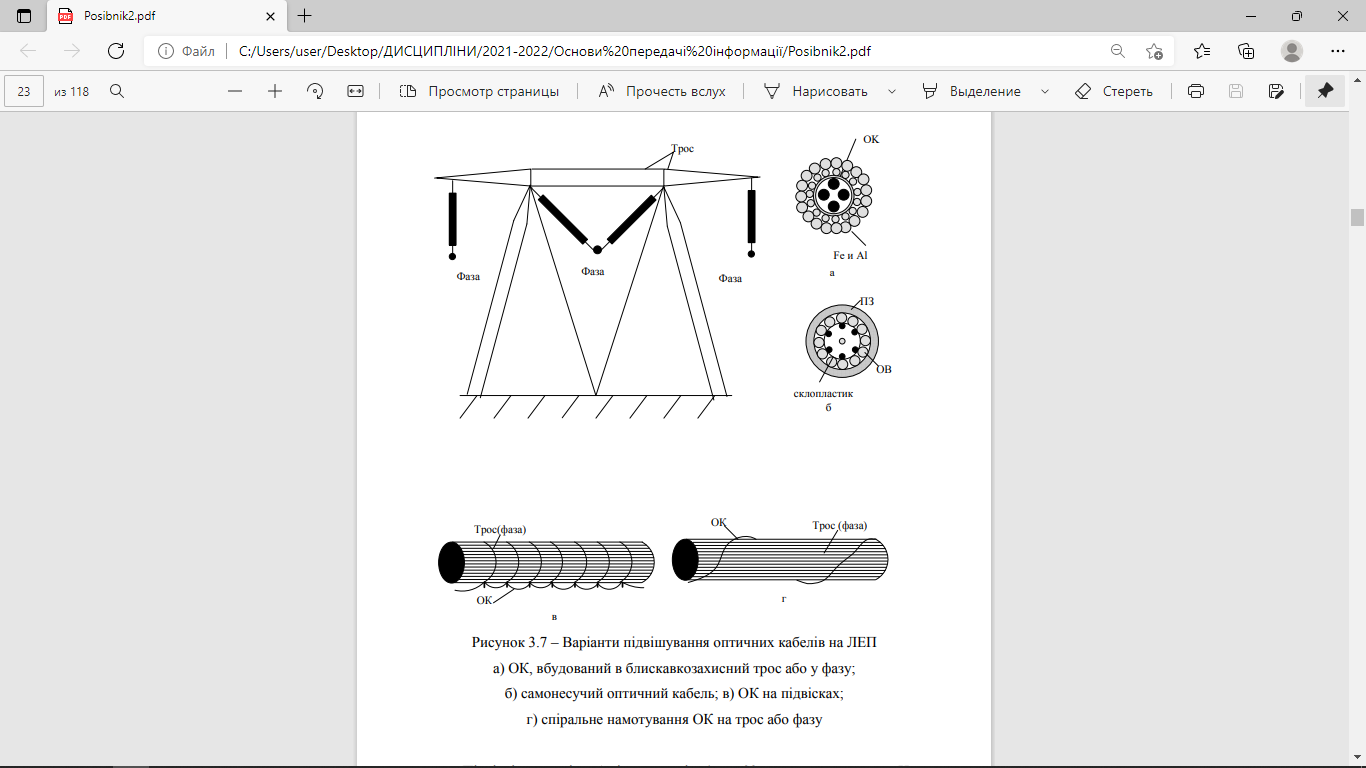 Posibnik2.pdf
Файл
C:/Users/user/Desktop/ДИСЦИПЛІНИ/2021-2022/Основи%20передачі%20інформації/Posibnik2.pdf
23 из 118
Просмотр страницы
Прочесть вслух
Нарисовать
Выделение
Стереть
Трос
Фаза
Фаза
Фаза
ОК
Fe и Al
а
ПЗ
ОВ
склопластик
б
Трос(фаза)
ОК
в
ОК
Трос (фаза)
г
Рисунок 3.7 – Варіанти підвішування оптичних кабелів на ЛЕП
а) ОК, вбудований в блискавкозахисний трос або у фазу;
б) самонесучий оптичний кабель; в) ОК на підвісках;
г) спіральне намотування ОК на трос або фазу